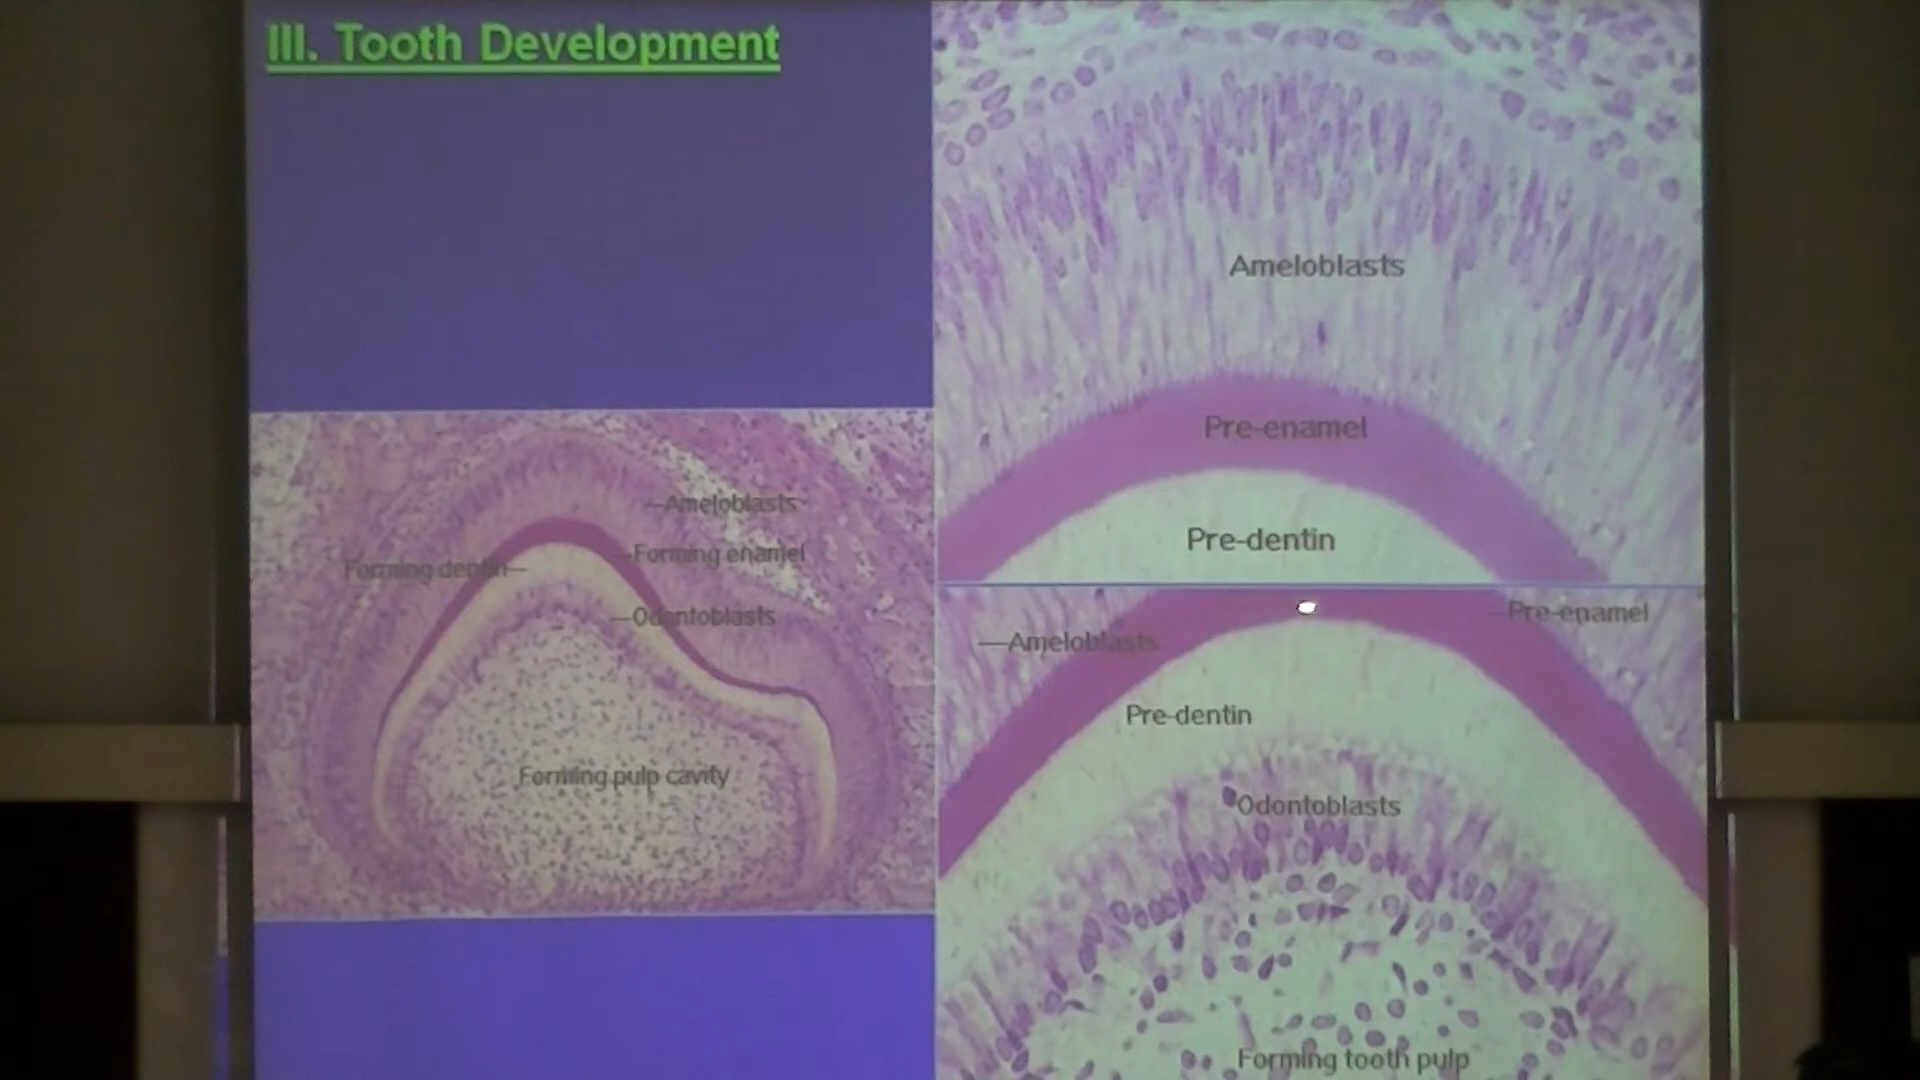 III. Tooth Development
Ameloblasts
Forming enamel
Forming dentin
Odontoblasts
Forming pulp cavity
Ameloblasts
Pre-enamel
Pre-dentin
Pre-enamel
Ameloblasts
Pre-dentin
Odontoblasts
Forming tooth pulp